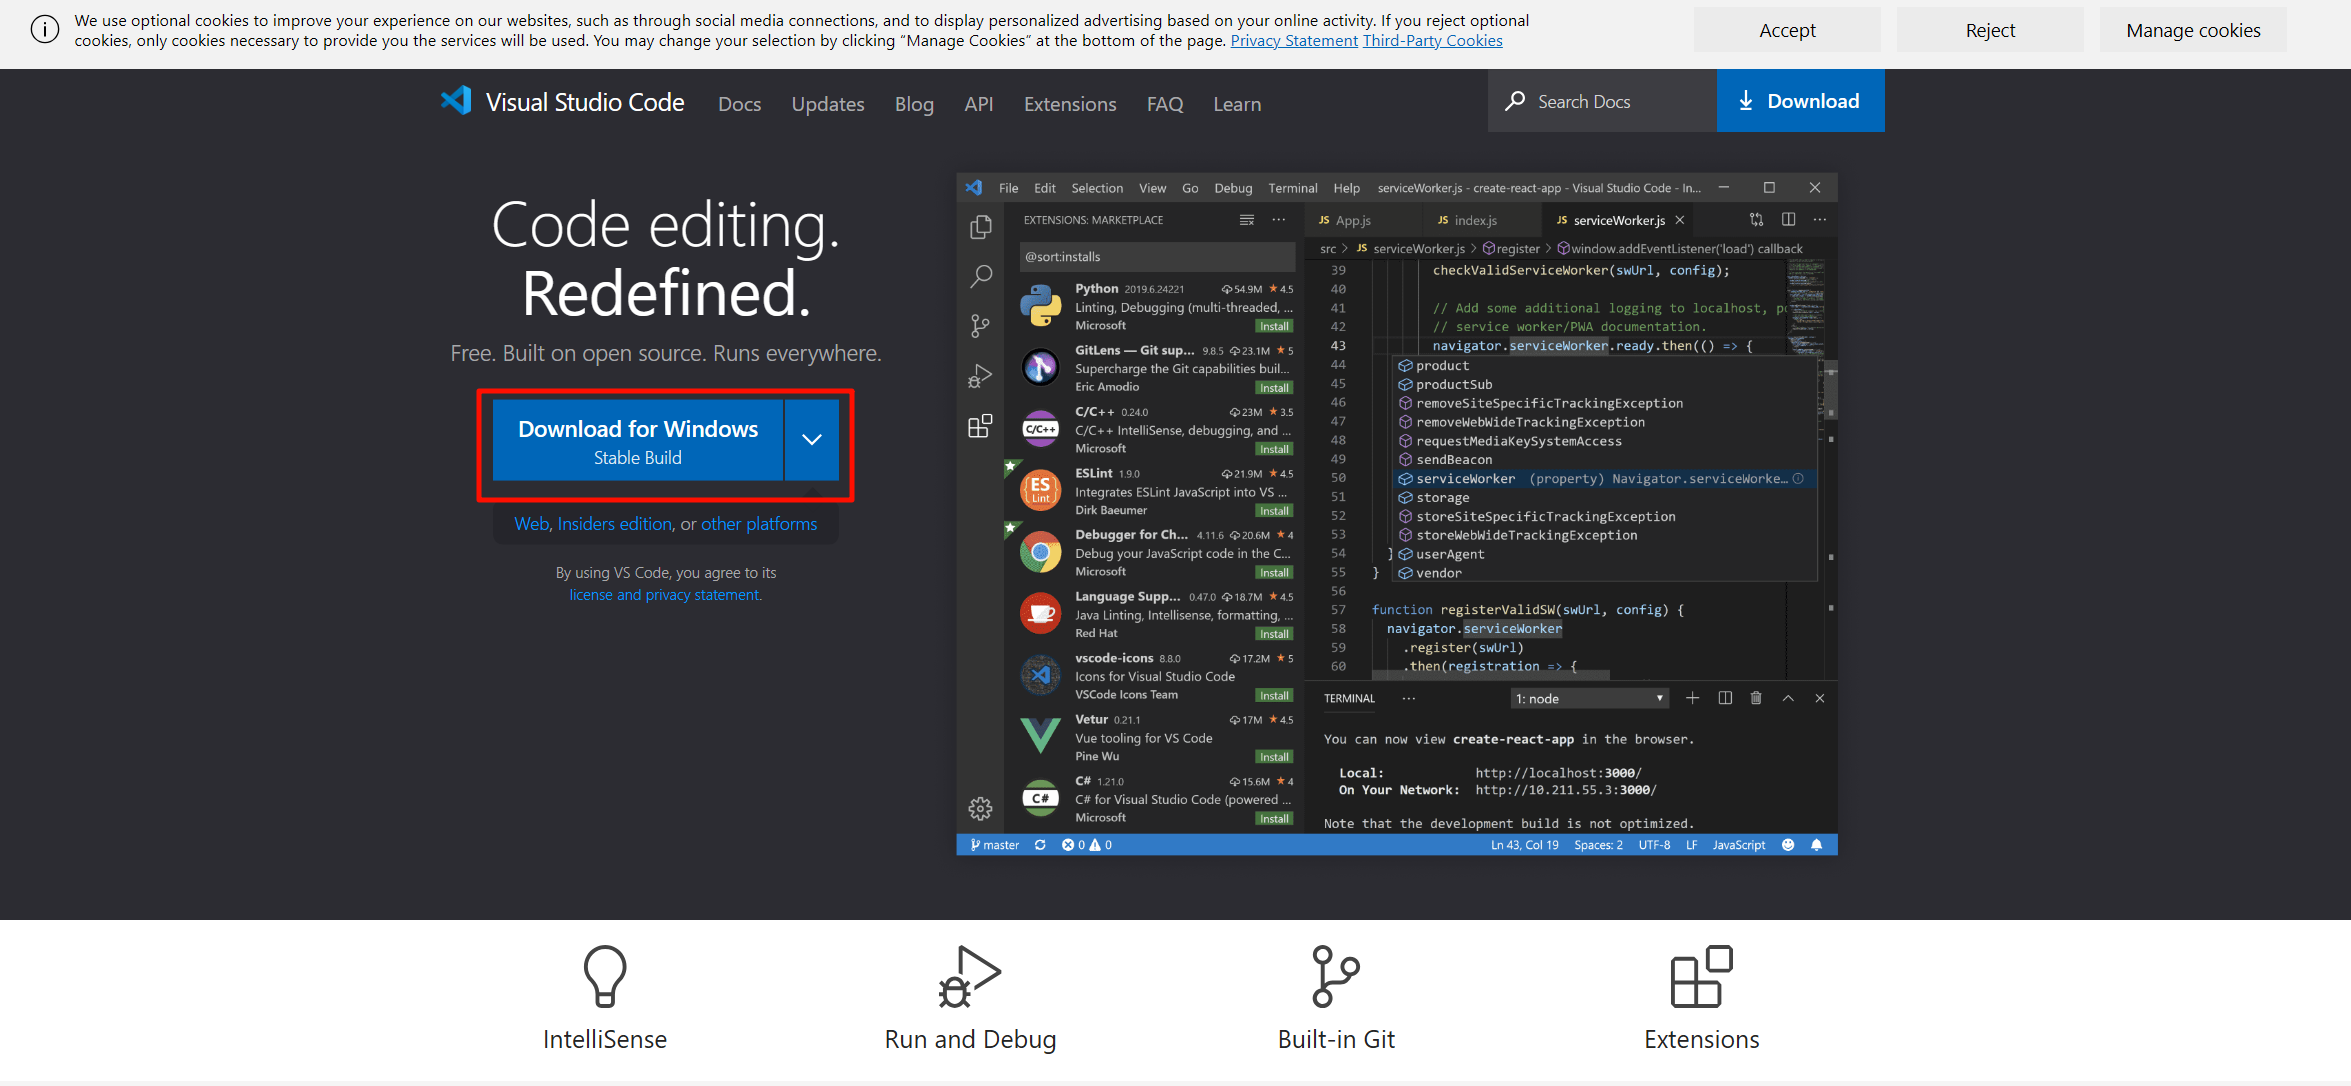 We use optional cookies to improve your experience on our websites, such as through social media connections, and to display personalized advertising based on your online activity. If you reject optional
cookies, only cookies necessary to provide you the services will be used. You may change your selection by clicking “Manage Cookies” at the bottom of the page. Privacy Statement Third-Party Cookies
Accept
Reject
Manage cookies
Visual Studio Code
Docs
Updates
Blog
API
Extensions
FAQ
Learn
Search Docs
Download
Code editing.
Redefined.
Free. Built on open source. Runs everywhere.
Download for Windows
Stable Build
Web, Insiders edition, or other platforms
By using VS Code, you agree to its
license and privacy statement.
File Edit Selection View Go Debug Terminal Help serviceWorker.js - create-react-app - Visual Studio Code - In...
EXTENSIONS: MARKETPLACE
@sort:installs
Python 2019.6.24221 54.9M 4.5
Linting, Debugging (multi-threaded, ...
Microsoft Install
GitLens — Git sup... 9.8.5 23.1M 5
Supercharge the Git capabilities buil...
Eric Amodio Install
C/C++ 0.24.0 23M 3.5
C/C++
C/C++ IntelliSense, debugging, and ...
Microsoft Install
ESLint 1.9.0 21.9M 4.5
ES
Lint
Integrates ESLint JavaScript into VS ...
Dirk Baeumer Install
Debugger for Ch... 4.11.6 20.6M 4
Debug your JavaScript code in the C...
Microsoft Install
Language Supp... 0.47.0 18.7M 4.5
Java Linting, Intellisense, formatting, ...
Red Hat Install
vscode-icons 8.8.0 17.2M 5
Icons for Visual Studio Code
VSCode Icons Team Install
Vetur 0.21.1 17M 4.5
Vue tooling for VS Code
Pine Wu Install
C# 1.21.0 15.6M 4
C#
C# for Visual Studio Code (powered ...
Microsoft Install
JS App.js JS index.js JS serviceWorker.js
src > JS serviceWorker.js > register > window.addEventListener('load') callback
39 checkValidServiceWorker(swUrl, config);
40
41 // Add some additional logging to localhost, po
42 // service worker/PWA documentation.
43 navigator.serviceWorker.ready.then(() => {
44 product
45 productSub
46 removeSiteSpecificTrackingException
47 removeWebWideTrackingException
48 requestMediaKeySystemAccess
49 sendBeacon
50 serviceWorker (property) Navigator.serviceWorke...
51 storage
52 storeSiteSpecificTrackingException
53 storeWebWideTrackingException
54 } userAgent
55 } vendor
56
57 function registerValidSW(swUrl, config) {
58 navigator.serviceWorker
59 .register(swUrl)
60 .then(registration => {
TERMINAL ... 1: node
You can now view create-react-app in the browser.
Local: http://localhost:3000/
On Your Network: http://10.211.55.3:3000/
Note that the development build is not optimized.
master 0 0 Ln 43, Col 19 Spaces: 2 UTF-8 LF JavaScript
IntelliSense
Run and Debug
Built-in Git
Extensions